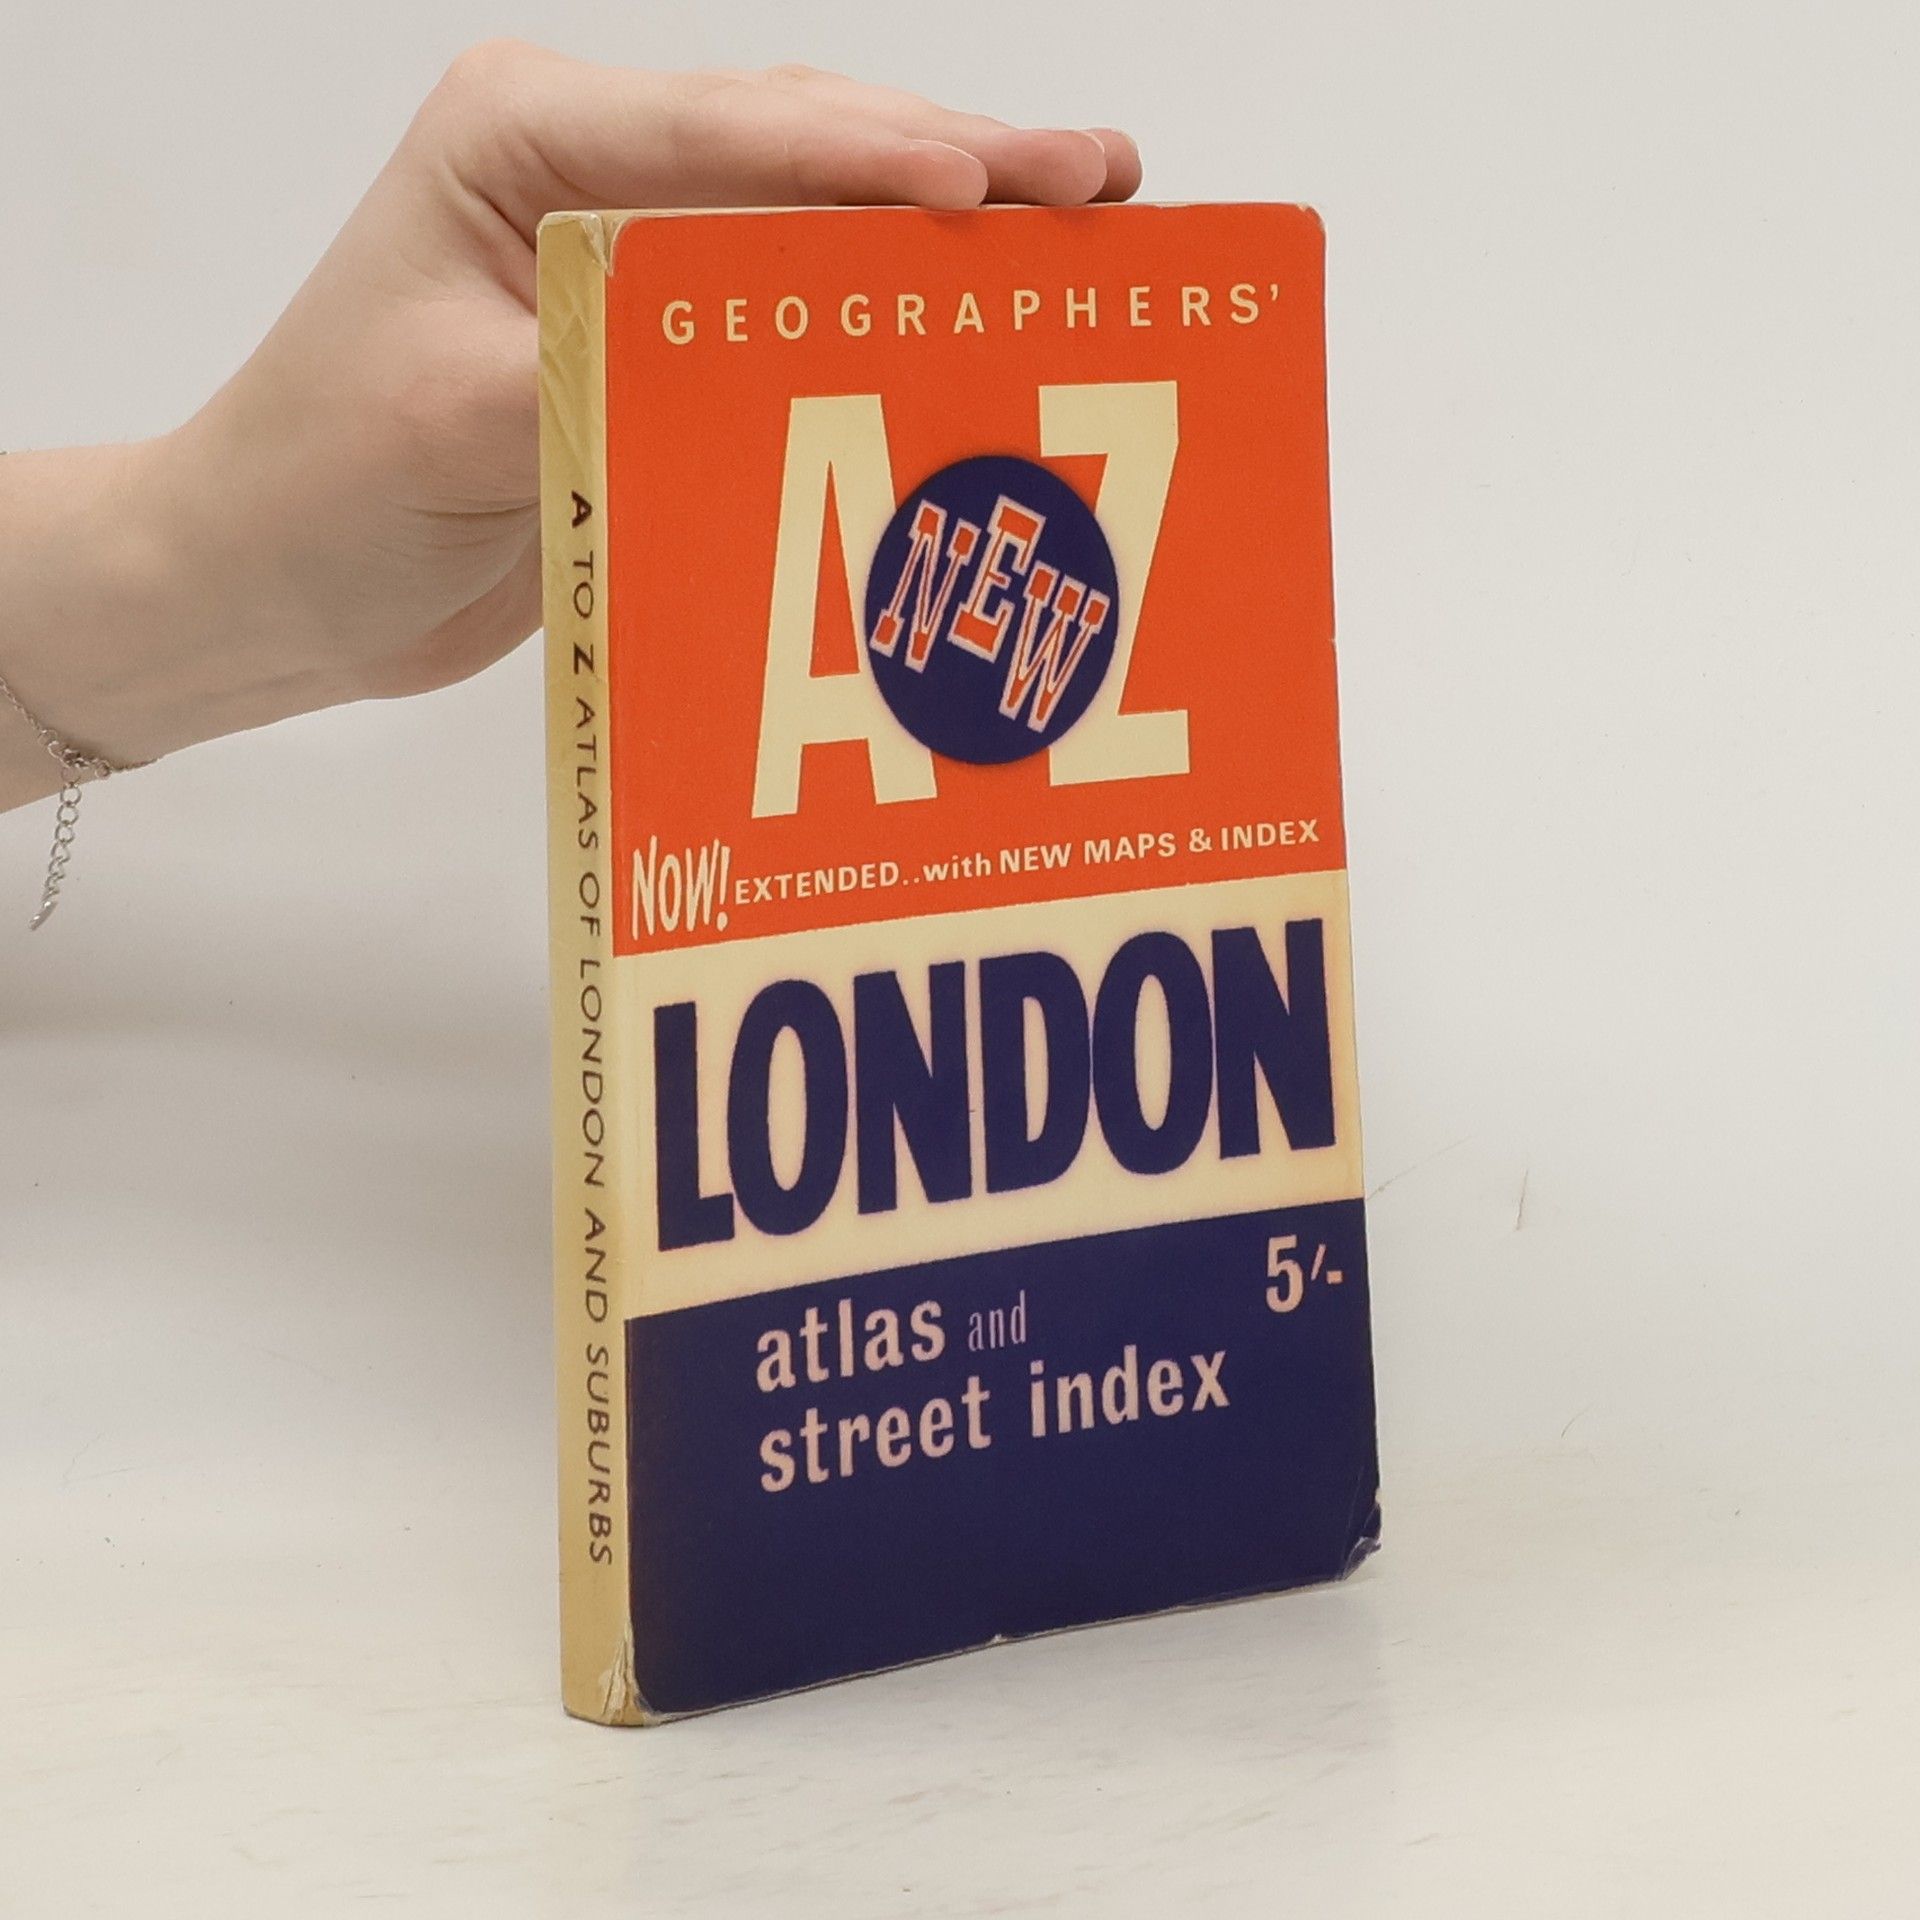 A TO Z ATLAS OF LONDON AND SUBURBS
GEOGRAPHERS'
A Z
NEW
NOW! EXTENDED..with NEW MAPS & INDEX
LONDON
5/-
atlas and
street index